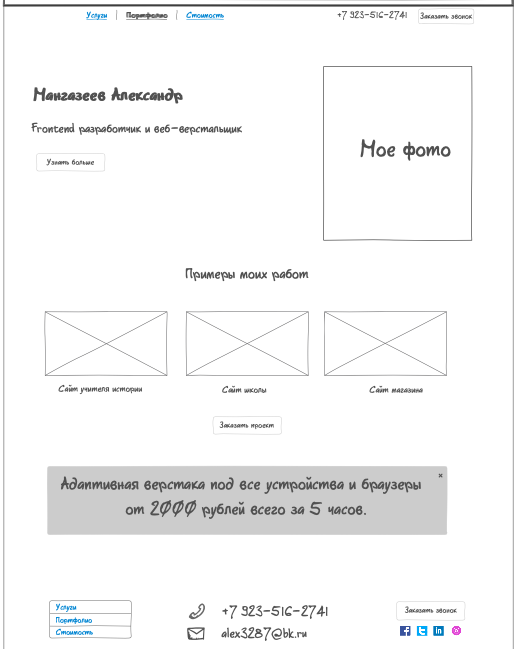 Услуги | Портфолио | Стоимость
+7 923-516-2741
Заказать звонок
Мангазеев Александр
Frontend разработчик и веб-верстальщик
Узнать больше
Мое фото
Примеры моих работ
Сайт учителя истории
Сайт школы
Сайт магазина
Заказать проект
Адаптивная верстака под все устройства и браузеры
от 2000 рублей всего за 5 часов.
Услуги
Портфолио
Стоимость
+7 923-516-2741
alex3287@bk.ru
Заказать звонок